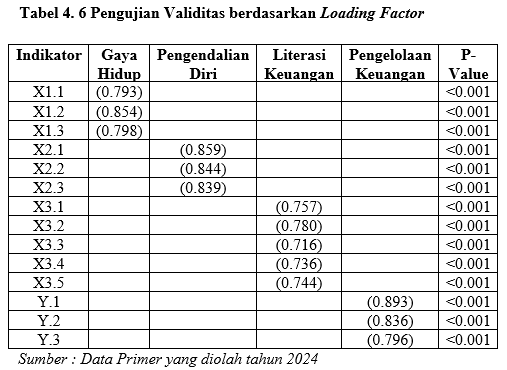 Tabel 4. 6 Pengujian Validitas berdasarkan Loading Factor
Indikator Gaya Hidup Pengendalian Diri Literasi Keuangan Pengelolaan Keuangan P-Value
X1.1 (0.793) <0.001
X1.2 (0.854) <0.001
X1.3 (0.798) <0.001
X2.1 (0.859) <0.001
X2.2 (0.844) <0.001
X2.3 (0.839) <0.001
X3.1 (0.757) <0.001
X3.2 (0.780) <0.001
X3.3 (0.716) <0.001
X3.4 (0.736) <0.001
X3.5 (0.744) <0.001
Y.1 (0.893) <0.001
Y.2 (0.836) <0.001
Y.3 (0.796) <0.001
Sumber : Data Primer yang diolah tahun 2024